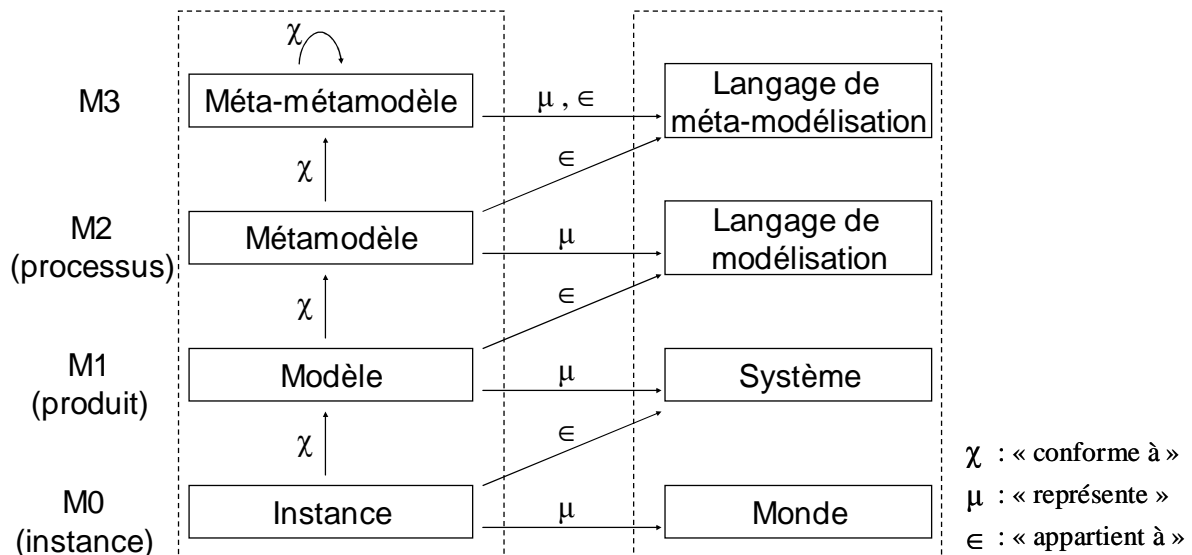 χ
M3
Méta-métamodèle
μ , ∈
Langage de
méta-modélisation
χ
∈
M2
(processus)
Métamodèle
μ
Langage de
modélisation
χ
∈
M1
(produit)
Modèle
μ
Système
χ
∈
M0
(instance)
Instance
μ
Monde
χ : « conforme à »
μ : « représente »
∈ : « appartient à »